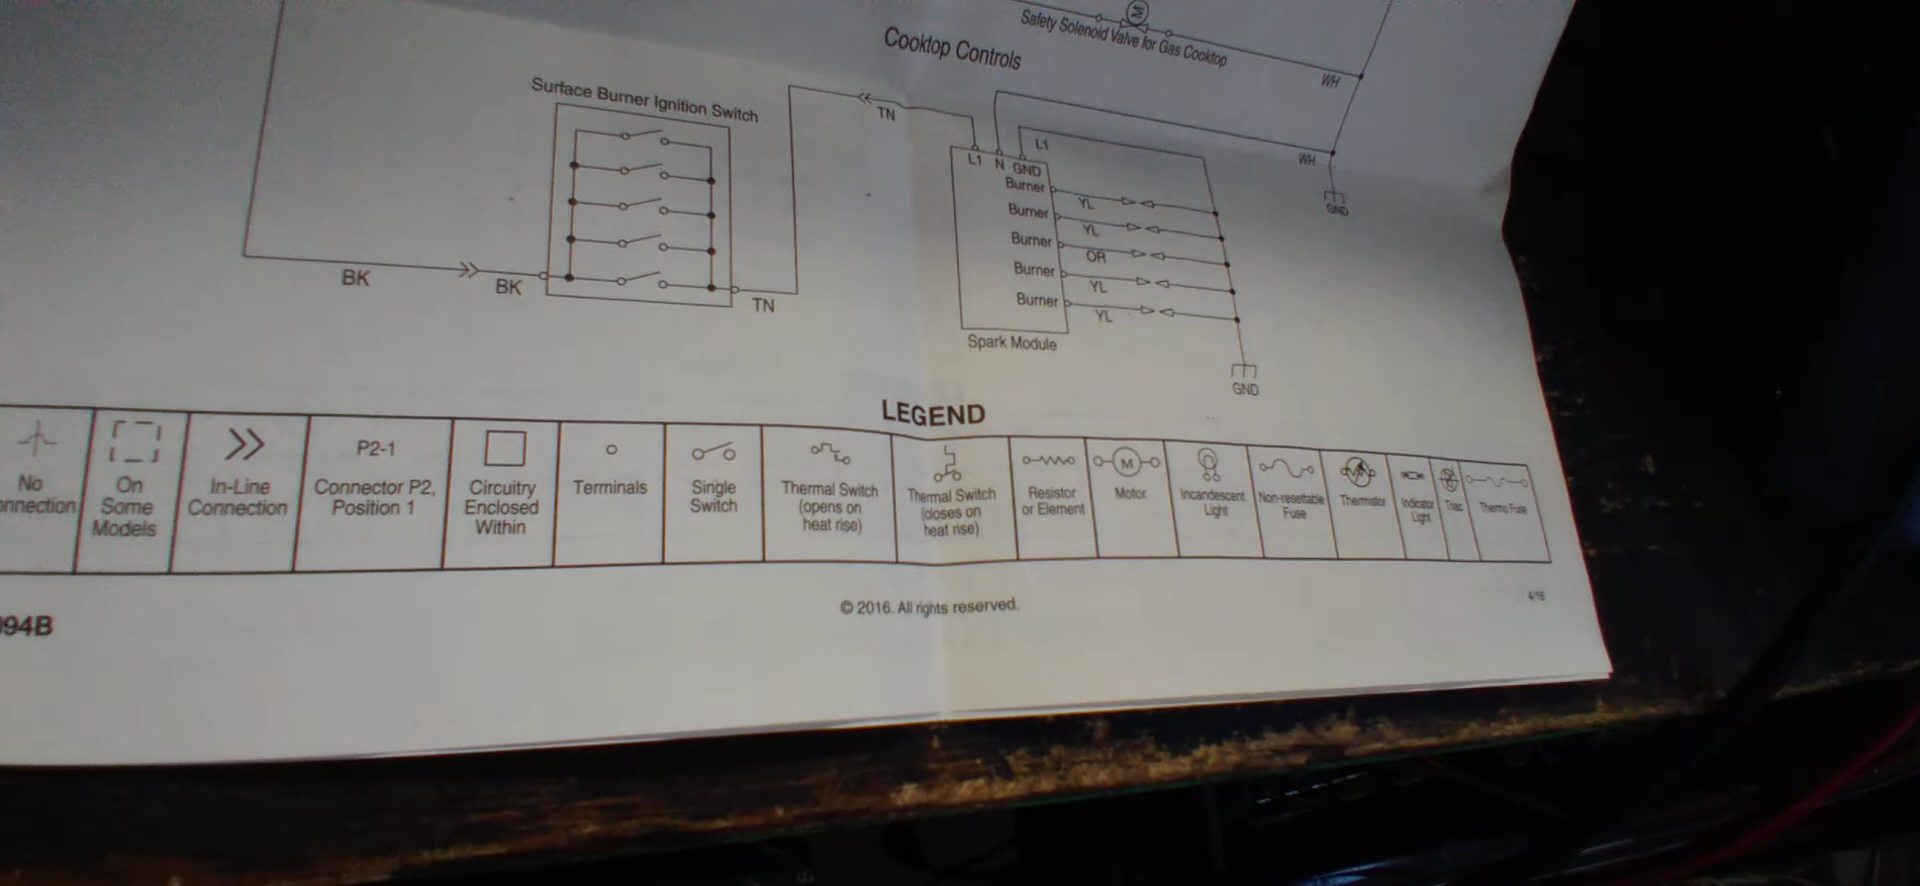 Safety Solenoid Valve for Gas Cooktop
M
WH
Cooktop Controls
Surface Burner Ignition Switch
TN
L1
WH
GND
L1 N GND
Burner YL
Burner YL
Burner OR
Burner YL
Burner YL
Spark Module
GND
BK
BK
TN
LEGEND
No
onnection
On
Some
Models
In-Line
Connection
P2-1
Connector P2,
Position 1
Circuitry
Enclosed
Within
Terminals
Single
Switch
Thermal Switch
(opens on
heat rise)
Thermal Switch
(closes on
heat rise)
Resistor
or Element
M
Motor
Incandescent
Light
Non-resettable
Fuse
Thermistor
Indicator
Light
Triac
Thermo Fuse
© 2016. All rights reserved.
4/16
094B